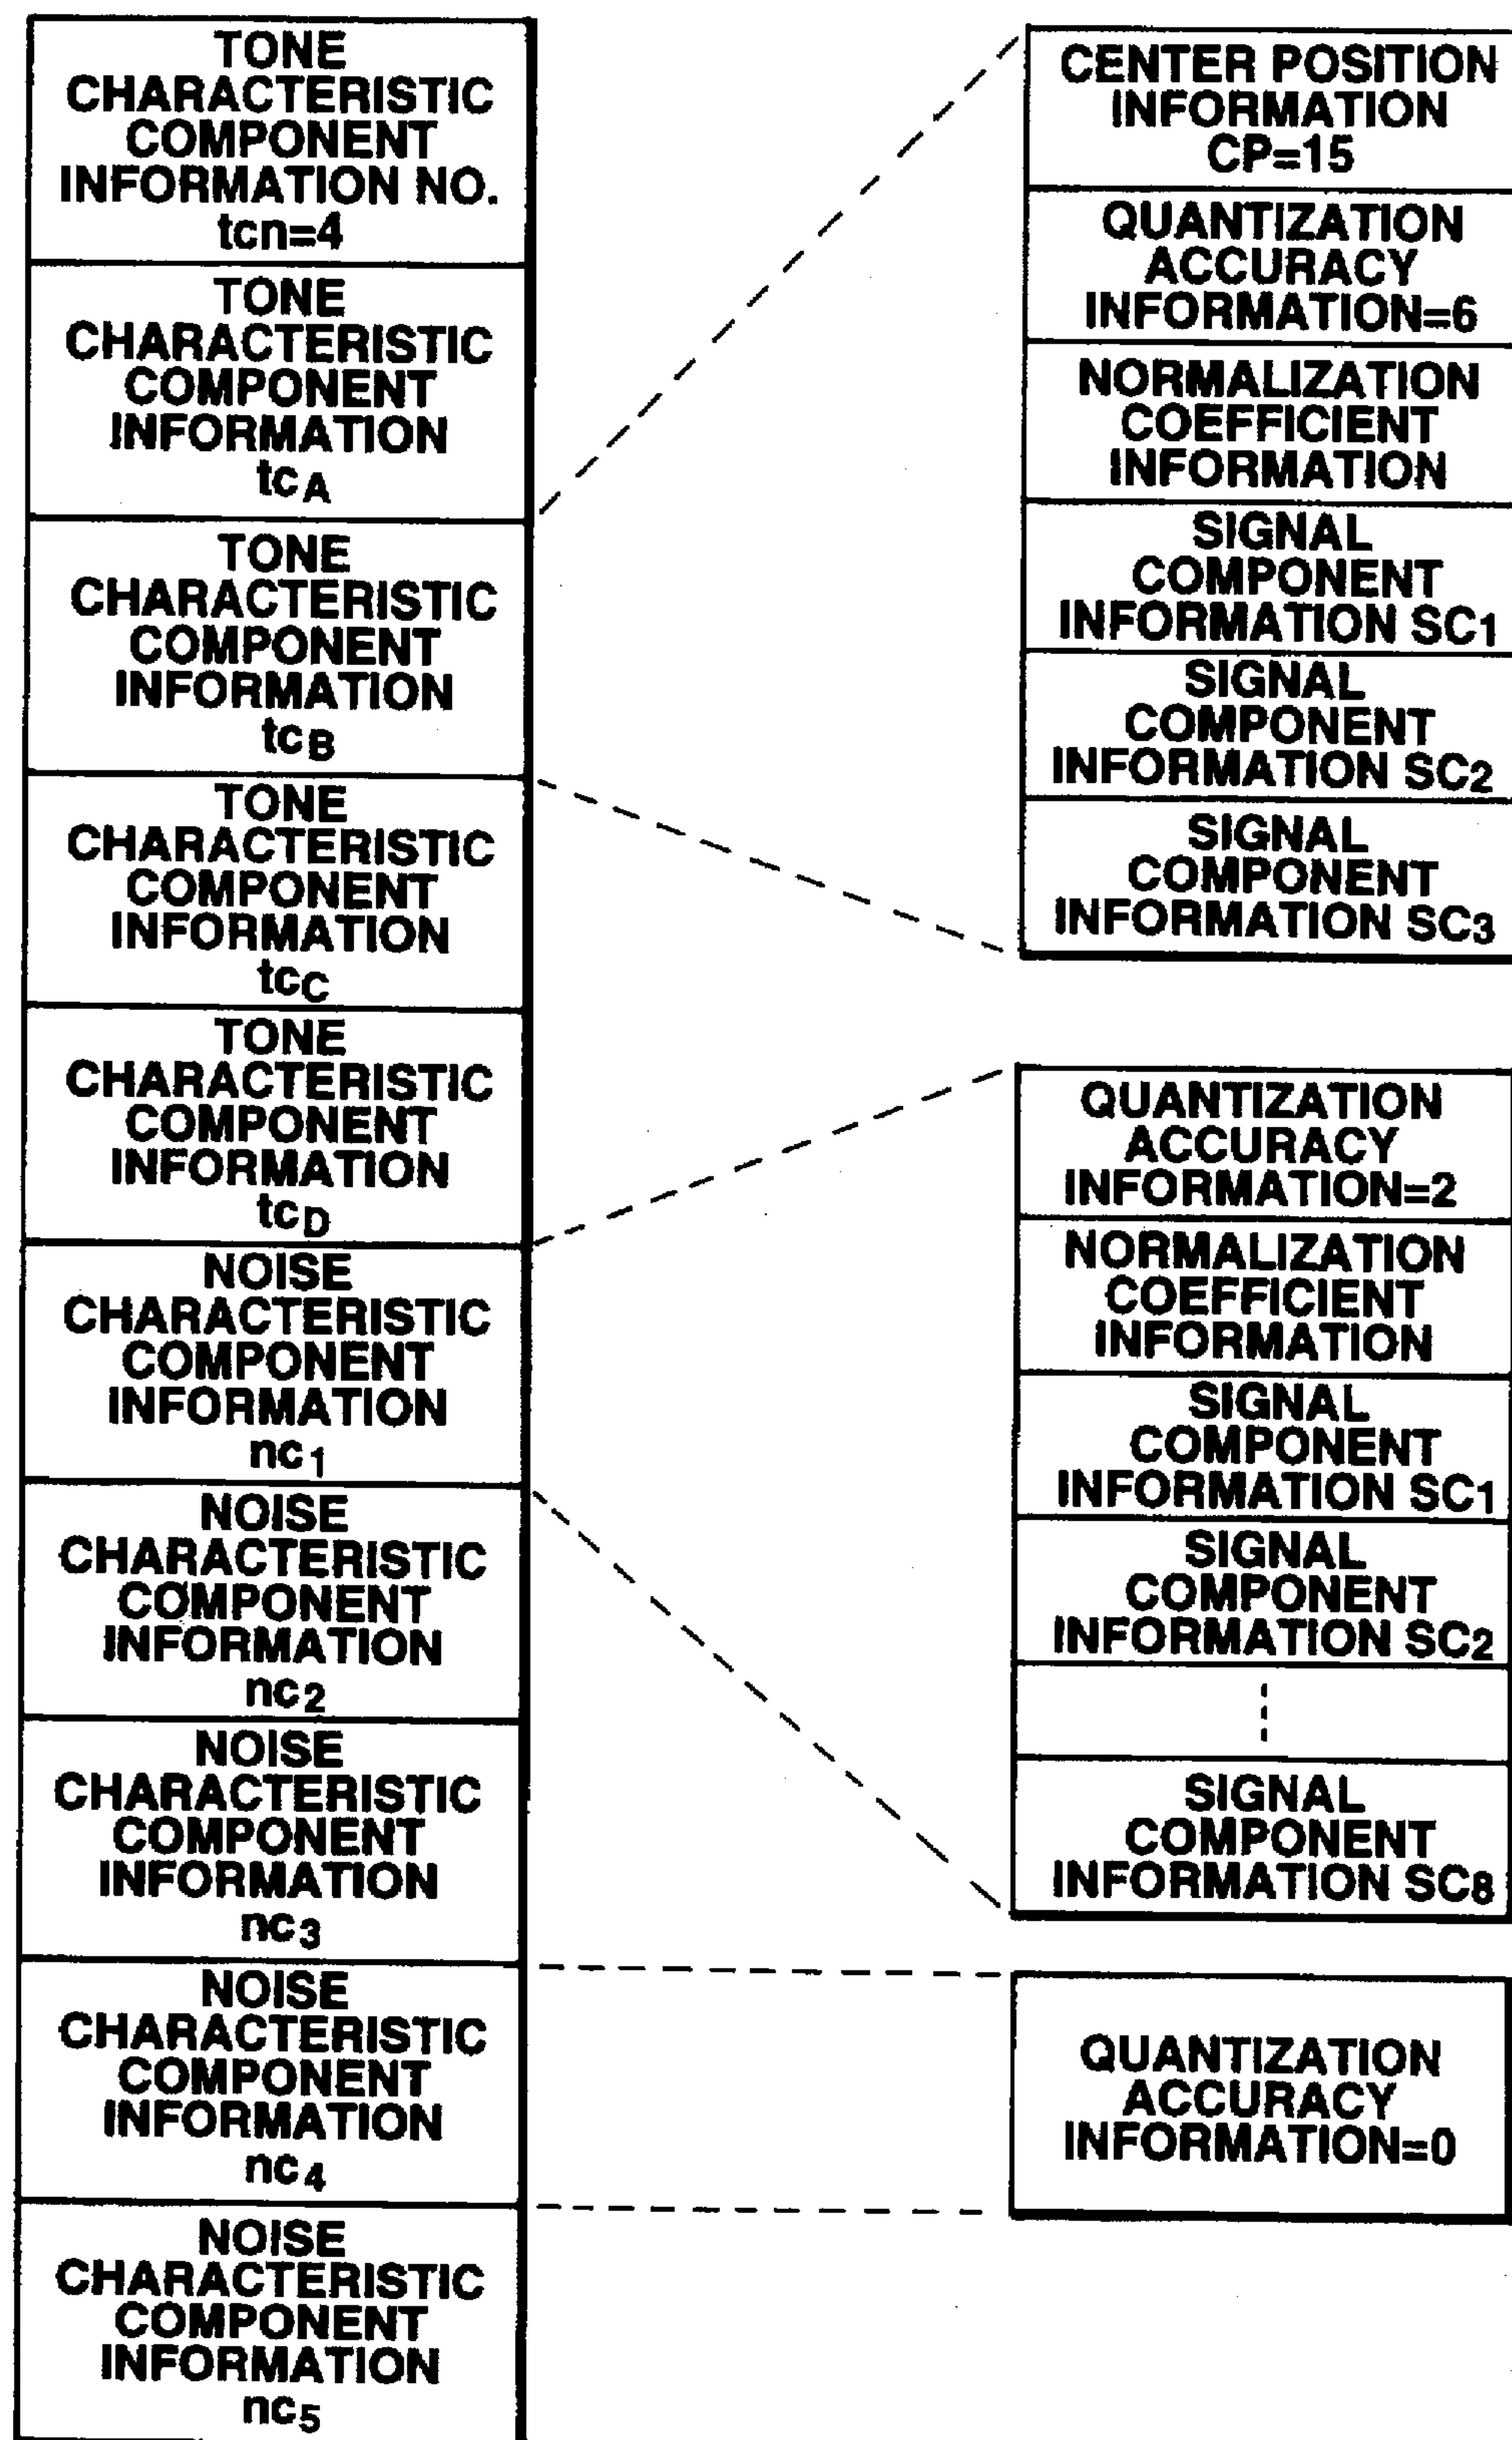 TONE
CHARACTERISTIC
COMPONENT
INFORMATION NO.
tcn=4
TONE
CHARACTERISTIC
COMPONENT
INFORMATION
tcA
TONE
CHARACTERISTIC
COMPONENT
INFORMATION
tcB
TONE
CHARACTERISTIC
COMPONENT
INFORMATION
tcC
TONE
CHARACTERISTIC
COMPONENT
INFORMATION
tcD
NOISE
CHARACTERISTIC
COMPONENT
INFORMATION
nc1
NOISE
CHARACTERISTIC
COMPONENT
INFORMATION
nc2
NOISE
CHARACTERISTIC
COMPONENT
INFORMATION
nc3
NOISE
CHARACTERISTIC
COMPONENT
INFORMATION
nc4
NOISE
CHARACTERISTIC
COMPONENT
INFORMATION
nc5
CENTER POSITION
INFORMATION
CP=15
QUANTIZATION
ACCURACY
INFORMATION=6
NORMALIZATION
COEFFICIENT
INFORMATION
SIGNAL
COMPONENT
INFORMATION SC1
SIGNAL
COMPONENT
INFORMATION SC2
SIGNAL
COMPONENT
INFORMATION SC3
QUANTIZATION
ACCURACY
INFORMATION=2
NORMALIZATION
COEFFICIENT
INFORMATION
SIGNAL
COMPONENT
INFORMATION SC1
SIGNAL
COMPONENT
INFORMATION SC2
SIGNAL
COMPONENT
INFORMATION SC8
QUANTIZATION
ACCURACY
INFORMATION=0